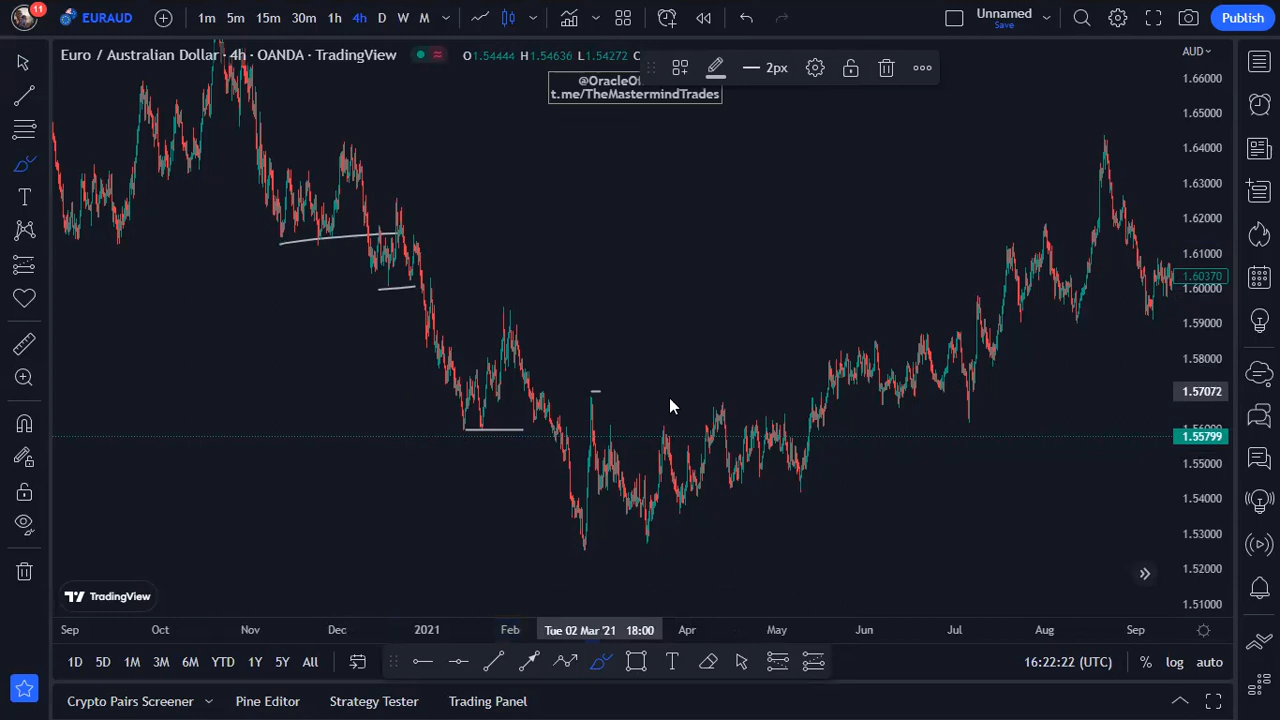 11
EURAUD
1m 5m 15m 30m 1h 4h D W M
Unnamed
Save
Publish
Euro / Australian Dollar · 4h · OANDA · TradingView
O1.54444 H1.54636 L1.54272
2px
@OracleOf
t.me/TheMastermindTrades
AUD
1.66000
1.65000
1.64000
1.63000
1.62000
1.61000
1.60370
1.60000
1.59000
1.58000
1.57072
1.55799
1.55000
1.54000
1.53000
1.52000
1.51000
TradingView
Sep Oct Nov Dec 2021 Feb Tue 02 Mar '21 18:00 Apr May Jun Jul Aug Sep
1D 5D 1M 3M 6M YTD 1Y 5Y All
16:22:22 (UTC) % log auto
Crypto Pairs Screener Pine Editor Strategy Tester Trading Panel